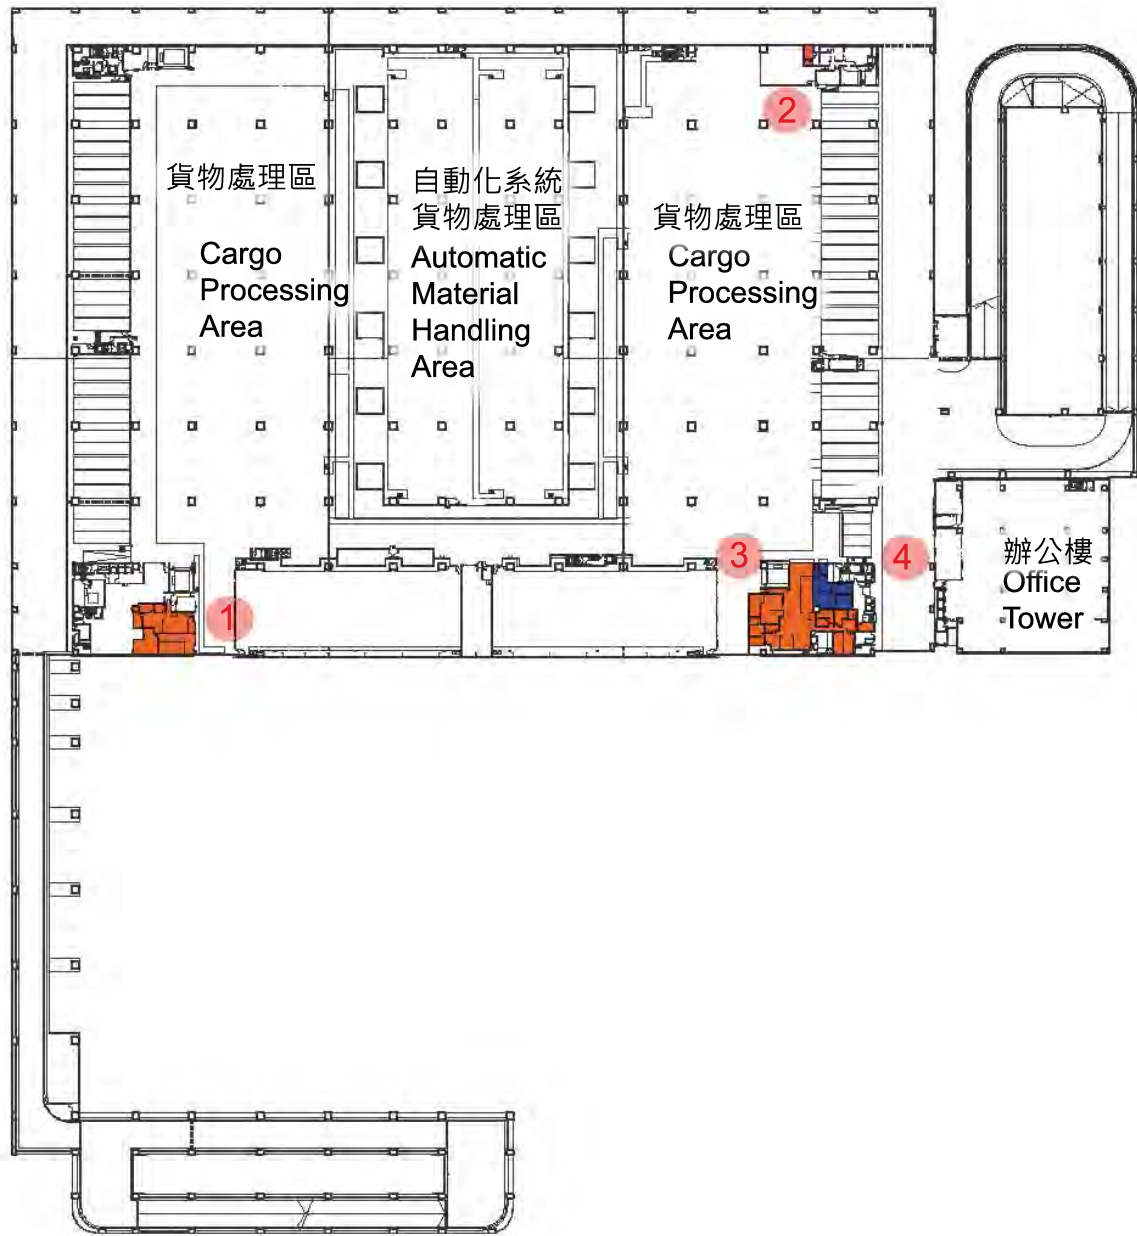 2
貨物處理區
Cargo
Processing
Area
自動化系統
貨物處理區
Automatic
Material
Handling
Area
貨物處理區
Cargo
Processing
Area
1
3
4
辦公樓
Office
Tower